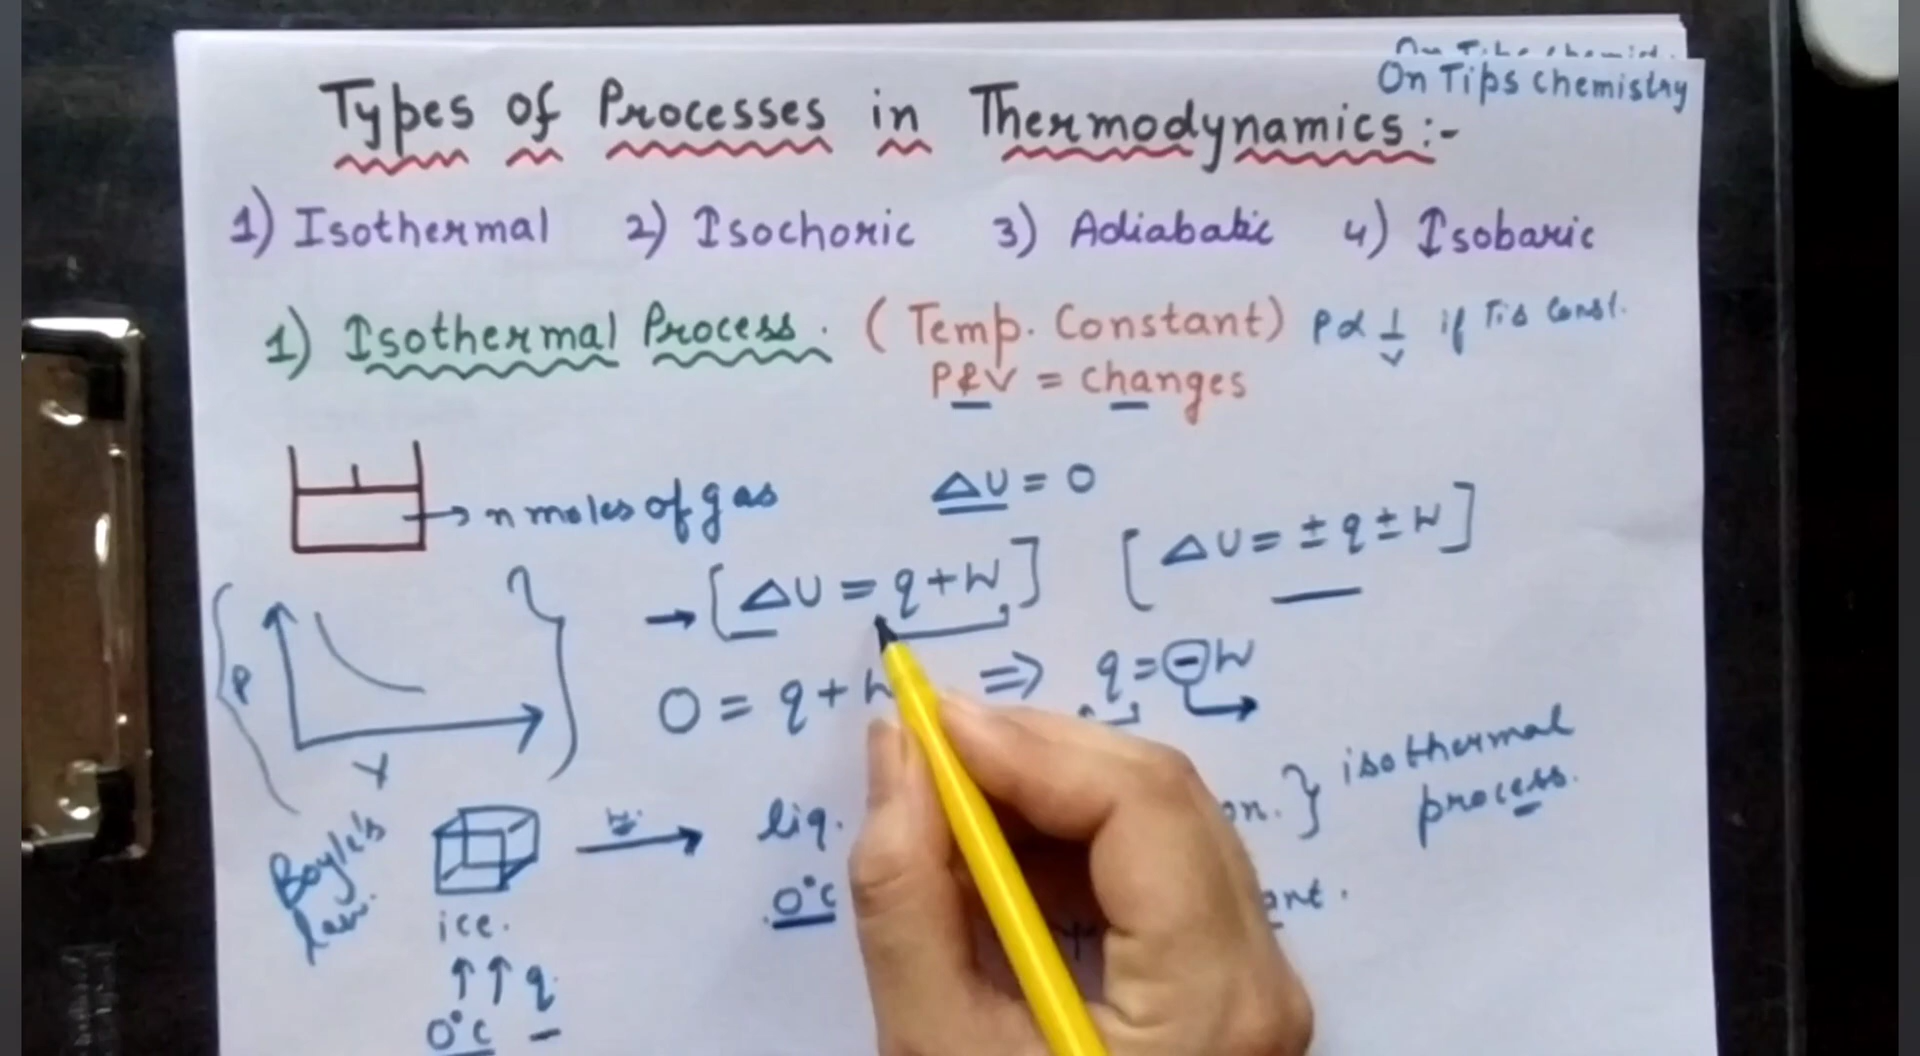 On Tips Chemistry
Types of Processes in Thermodynamics:-
1) Isothermal 2) Isochoric 3) Adiabatic 4) Isobaric
1) Isothermal Process. (Temp. Constant) P∝ 1/V if T is Const.
P&V = changes
n moles of gas
ΔU = 0
[ΔU = q+W] [ΔU = ± q ± W]
0 = q+W ⇒ q = -W
P
V
Boyle's
law.
isothermal
process.
ice.
liq.
0°C
q
0°C